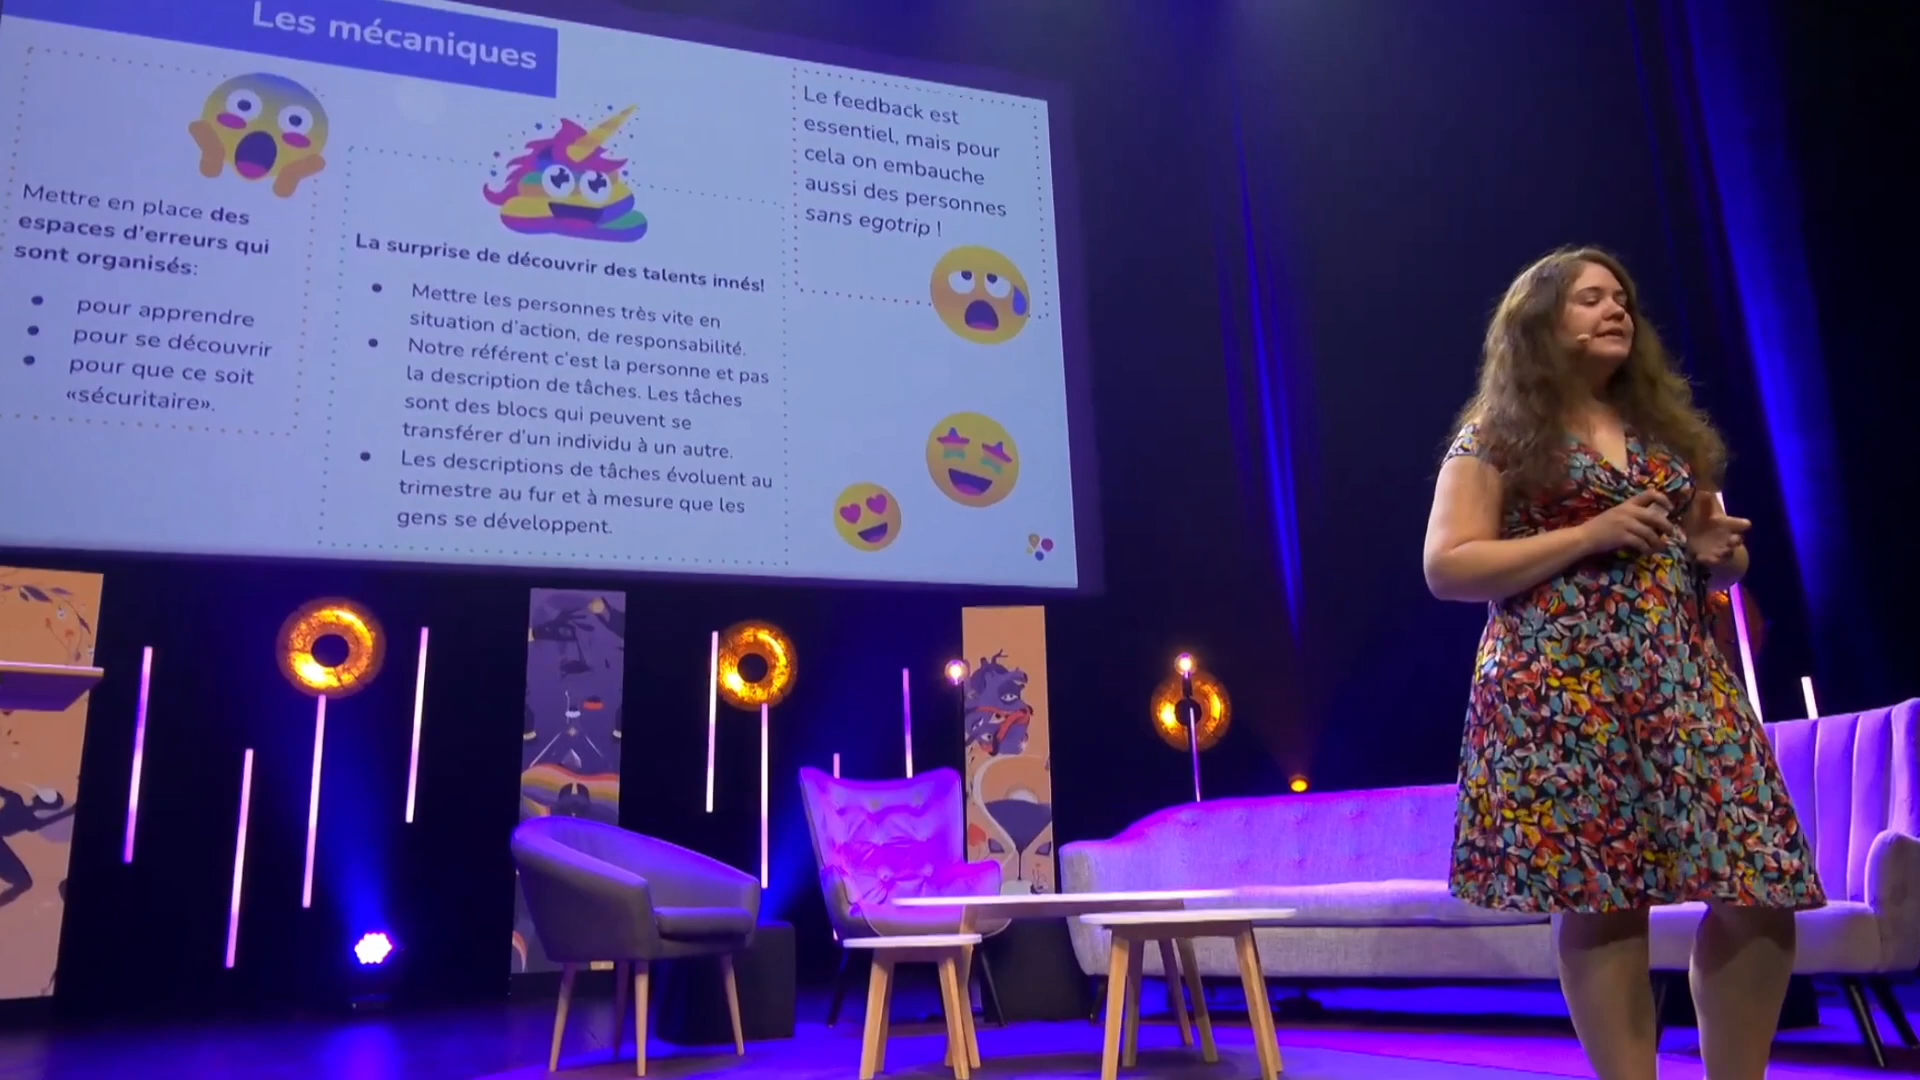 Les mécaniques
Mettre en place des
espaces d'erreurs qui
sont organisés:
pour apprendre
pour se découvrir
pour que ce soit
«sécuritaire».
La surprise de découvrir des talents innés!
Mettre les personnes très vite en
situation d'action, de responsabilité.
Notre référent c'est la personne et pas
la description de tâches. Les tâches
sont des blocs qui peuvent se
transférer d'un individu à un autre.
Les descriptions de tâches évoluent au
trimestre au fur et à mesure que les
gens se développent.
Le feedback est
essentiel, mais pour
cela on embauche
aussi des personnes
sans egotrip !